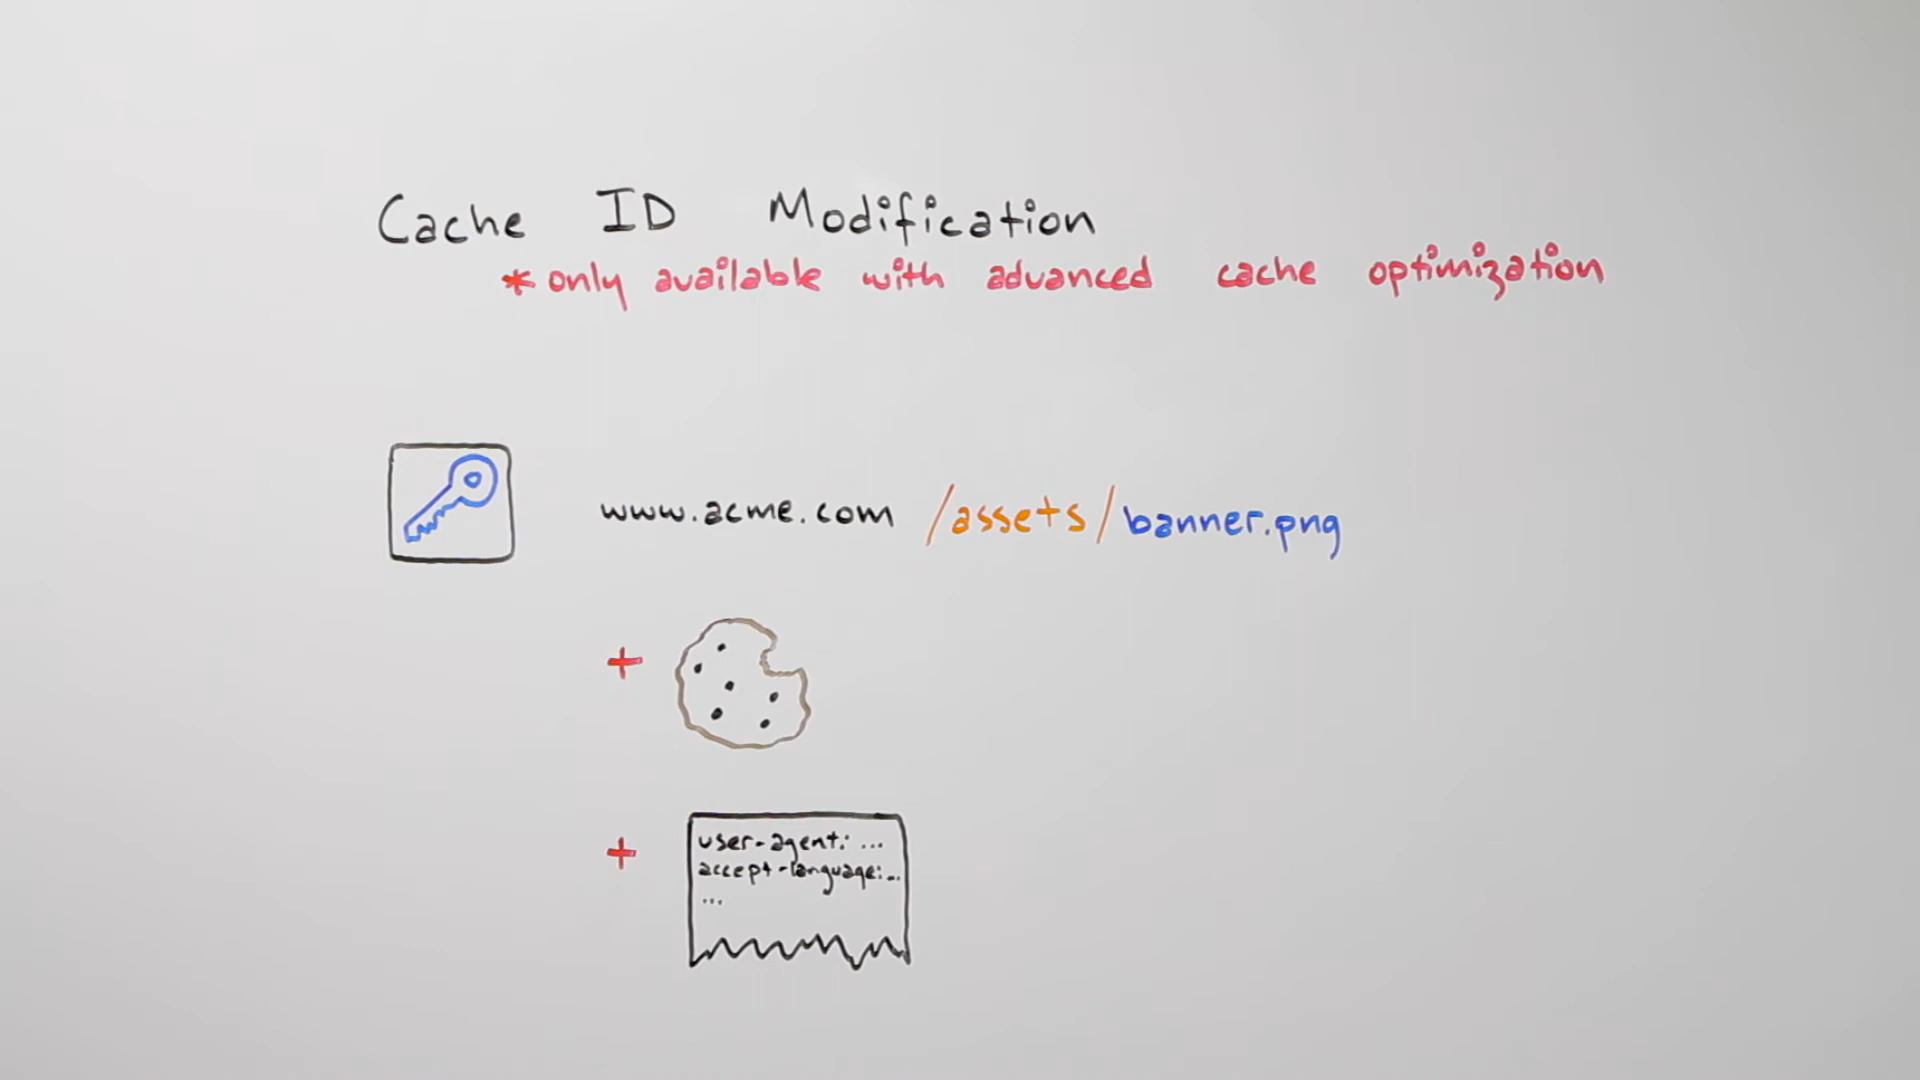 Cache ID Modification
* only available with advanced cache optimization
www.acme.com /assets/banner.png
+
+
user-agent: ...
accept-language: ...
...